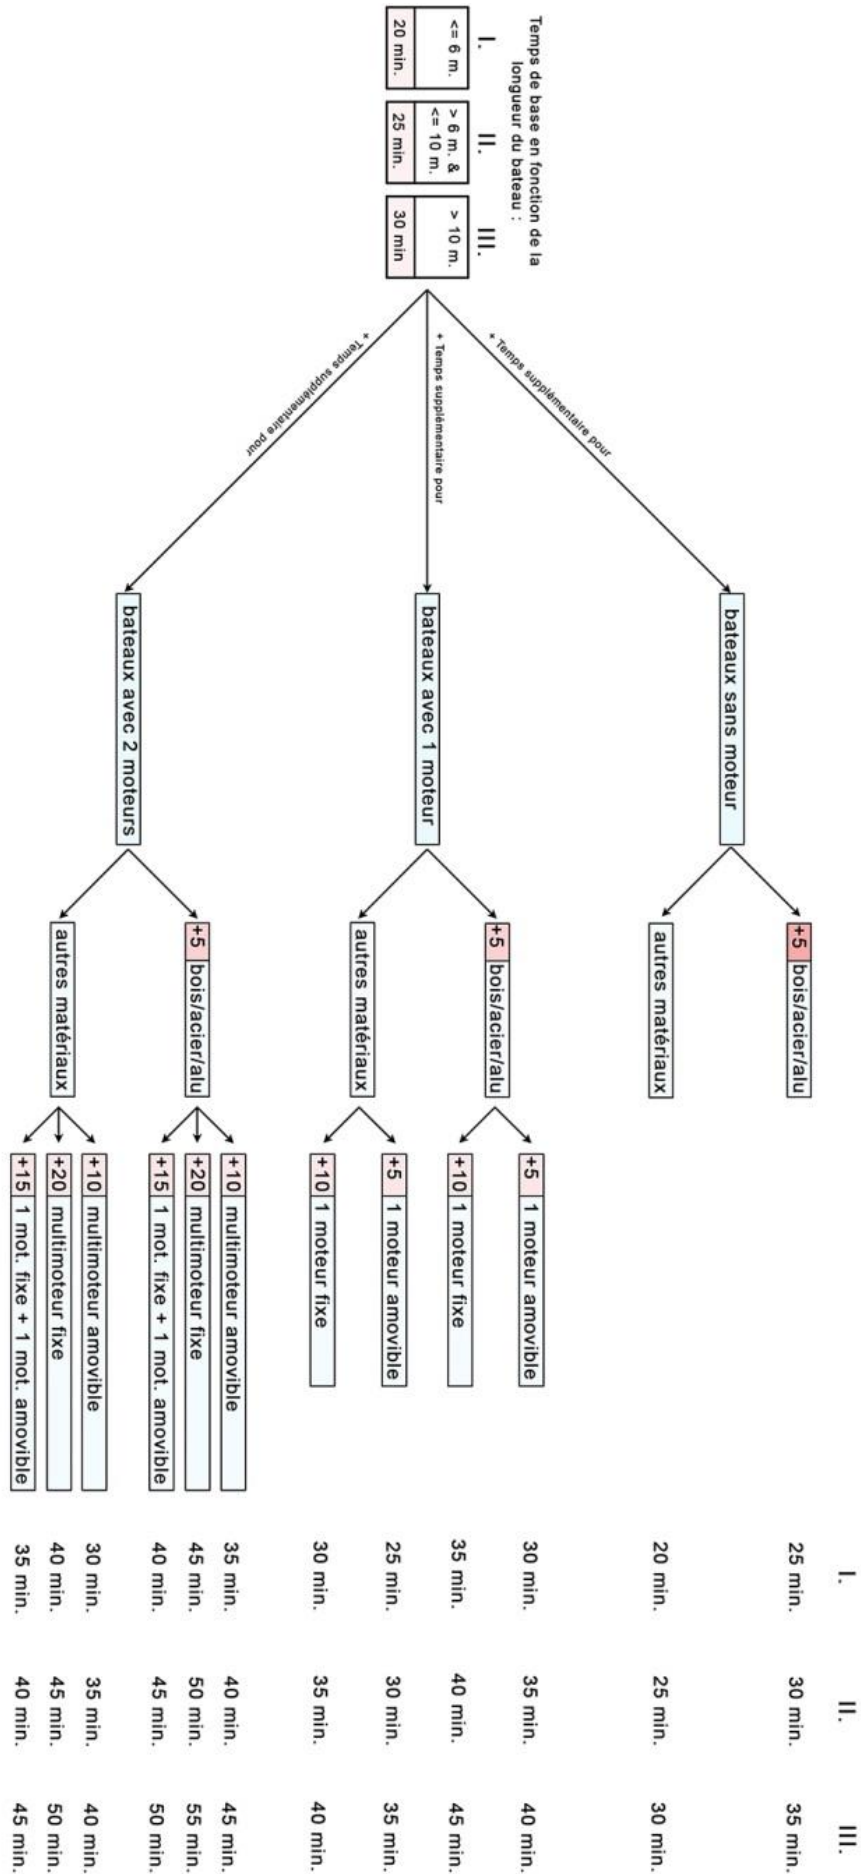 Temps de base en fonction de la
longueur du bateau :
I.
II.
III.
<= 6 m.
20 min.
> 6 m. &
<= 10 m.
25 min.
> 10 m.
30 min
+ Temps supplémentaire pour
+ Temps supplémentaire pour
+ Temps supplémentaire pour
I. II. III.
bateaux sans moteur
+5 bois/acier/alu 25 min. 30 min. 35 min.
autres matériaux 20 min. 25 min. 30 min.
bateaux avec 1 moteur
+5 bois/acier/alu
+5 1 moteur amovible 30 min. 35 min. 40 min.
+10 1 moteur fixe 35 min. 40 min. 45 min.
autres matériaux
+5 1 moteur amovible 25 min. 30 min. 35 min.
+10 1 moteur fixe 30 min. 35 min. 40 min.
bateaux avec 2 moteurs
+5 bois/acier/alu
+10 multimoteur amovible 35 min. 40 min. 45 min.
+20 multimoteur fixe 45 min. 50 min. 55 min.
+15 1 mot. fixe + 1 mot. amovible 40 min. 45 min. 50 min.
autres matériaux
+10 multimoteur amovible 30 min. 35 min. 40 min.
+20 multimoteur fixe 40 min. 45 min. 50 min.
+15 1 mot. fixe + 1 mot. amovible 35 min. 40 min. 45 min.